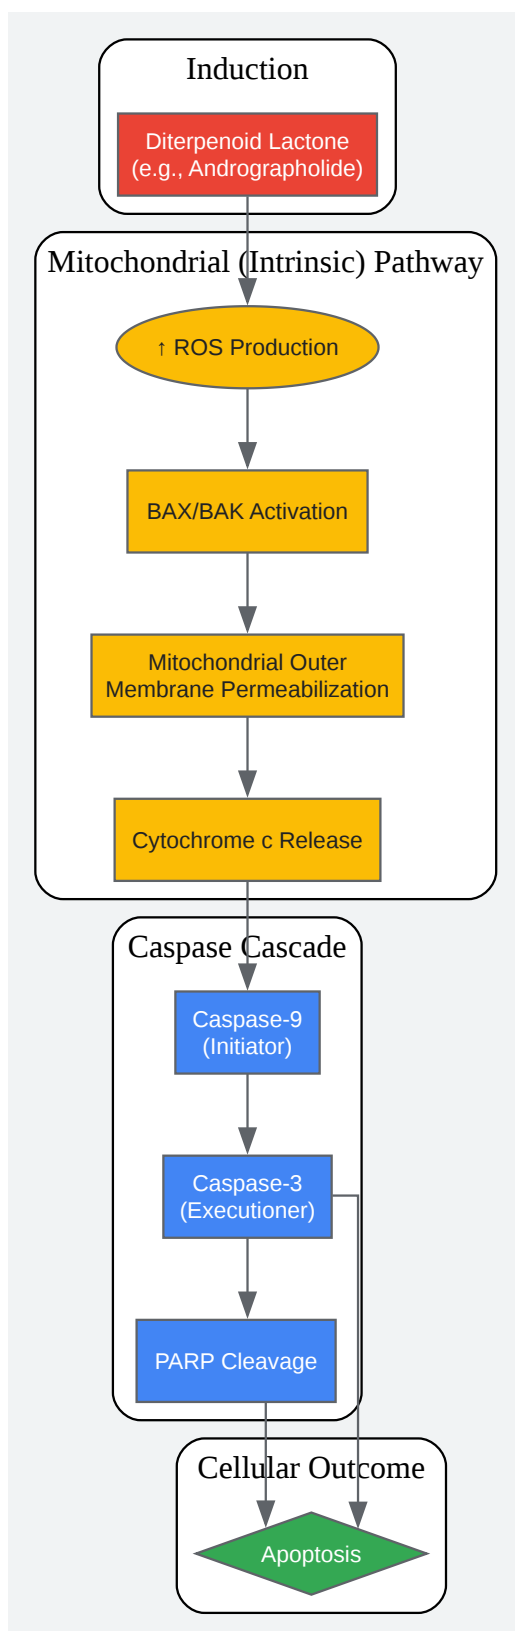 Induction
Diterpenoid Lactone
(e.g., Andrographolide)
Mitochondrial (Intrinsic) Pathway
↑ ROS Production
BAX/BAK Activation
Mitochondrial Outer
Membrane Permeabilization
Cytochrome c Release
Caspase Cascade
Caspase-9
(Initiator)
Caspase-3
(Executioner)
PARP Cleavage
Cellular Outcome
Apoptosis